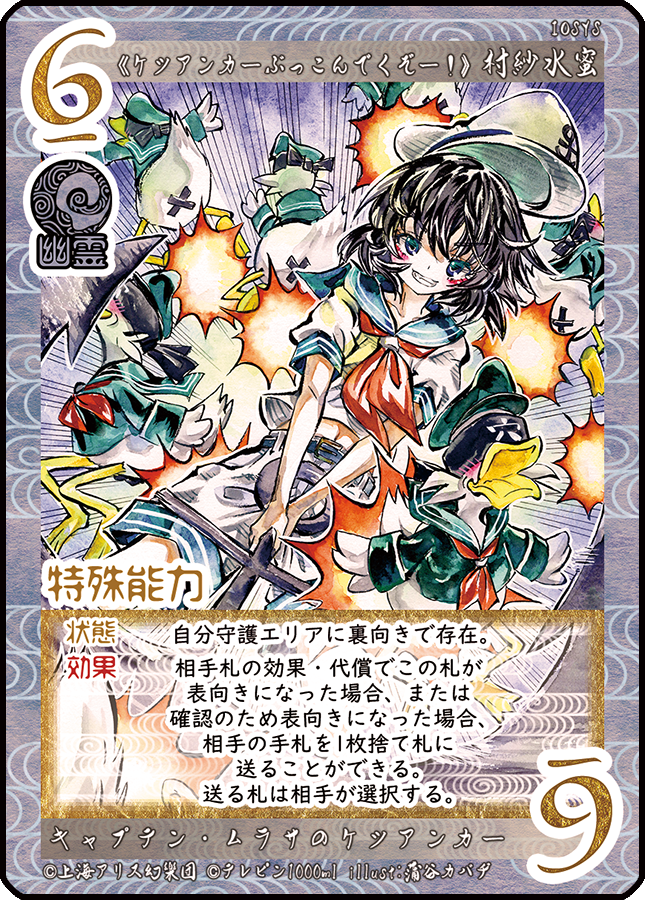 IOSYS
6
《ケツアンカーぶっこんでくぞー!》村紗水蜜
幽霊
特殊能力
状態 自分守護エリアに裏向きで存在。
効果 相手札の効果・代償でこの札が
表向きになった場合、または
確認のため表向きになった場合、
相手の手札を1枚捨て札に
送ることができる。
送る札は相手が選択する。
6
キャプテン・ムラサのケツアンカー
©上海アリス幻樂団 ©テレピン1000ml illust:蒲谷カバヂ